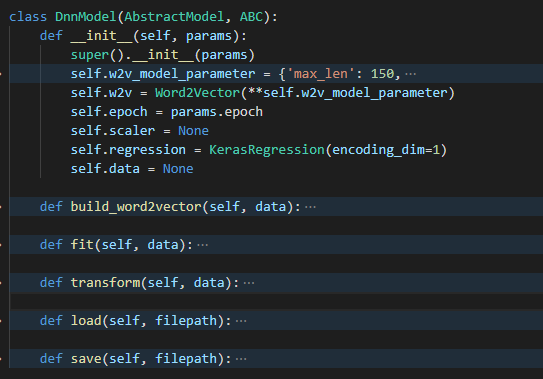 class DnnModel(AbstractModel, ABC):
    def __init__(self, params):
        super().__init__(params)
        self.w2v_model_parameter = {'max_len': 150, ···
        self.w2v = Word2Vector(**self.w2v_model_parameter)
        self.epoch = params.epoch
        self.scaler = None
        self.regression = KerasRegression(encoding_dim=1)
        self.data = None
    def build_word2vector(self, data): ···
    def fit(self, data): ···
    def transform(self, data): ···
    def load(self, filepath): ···
    def save(self, filepath): ···